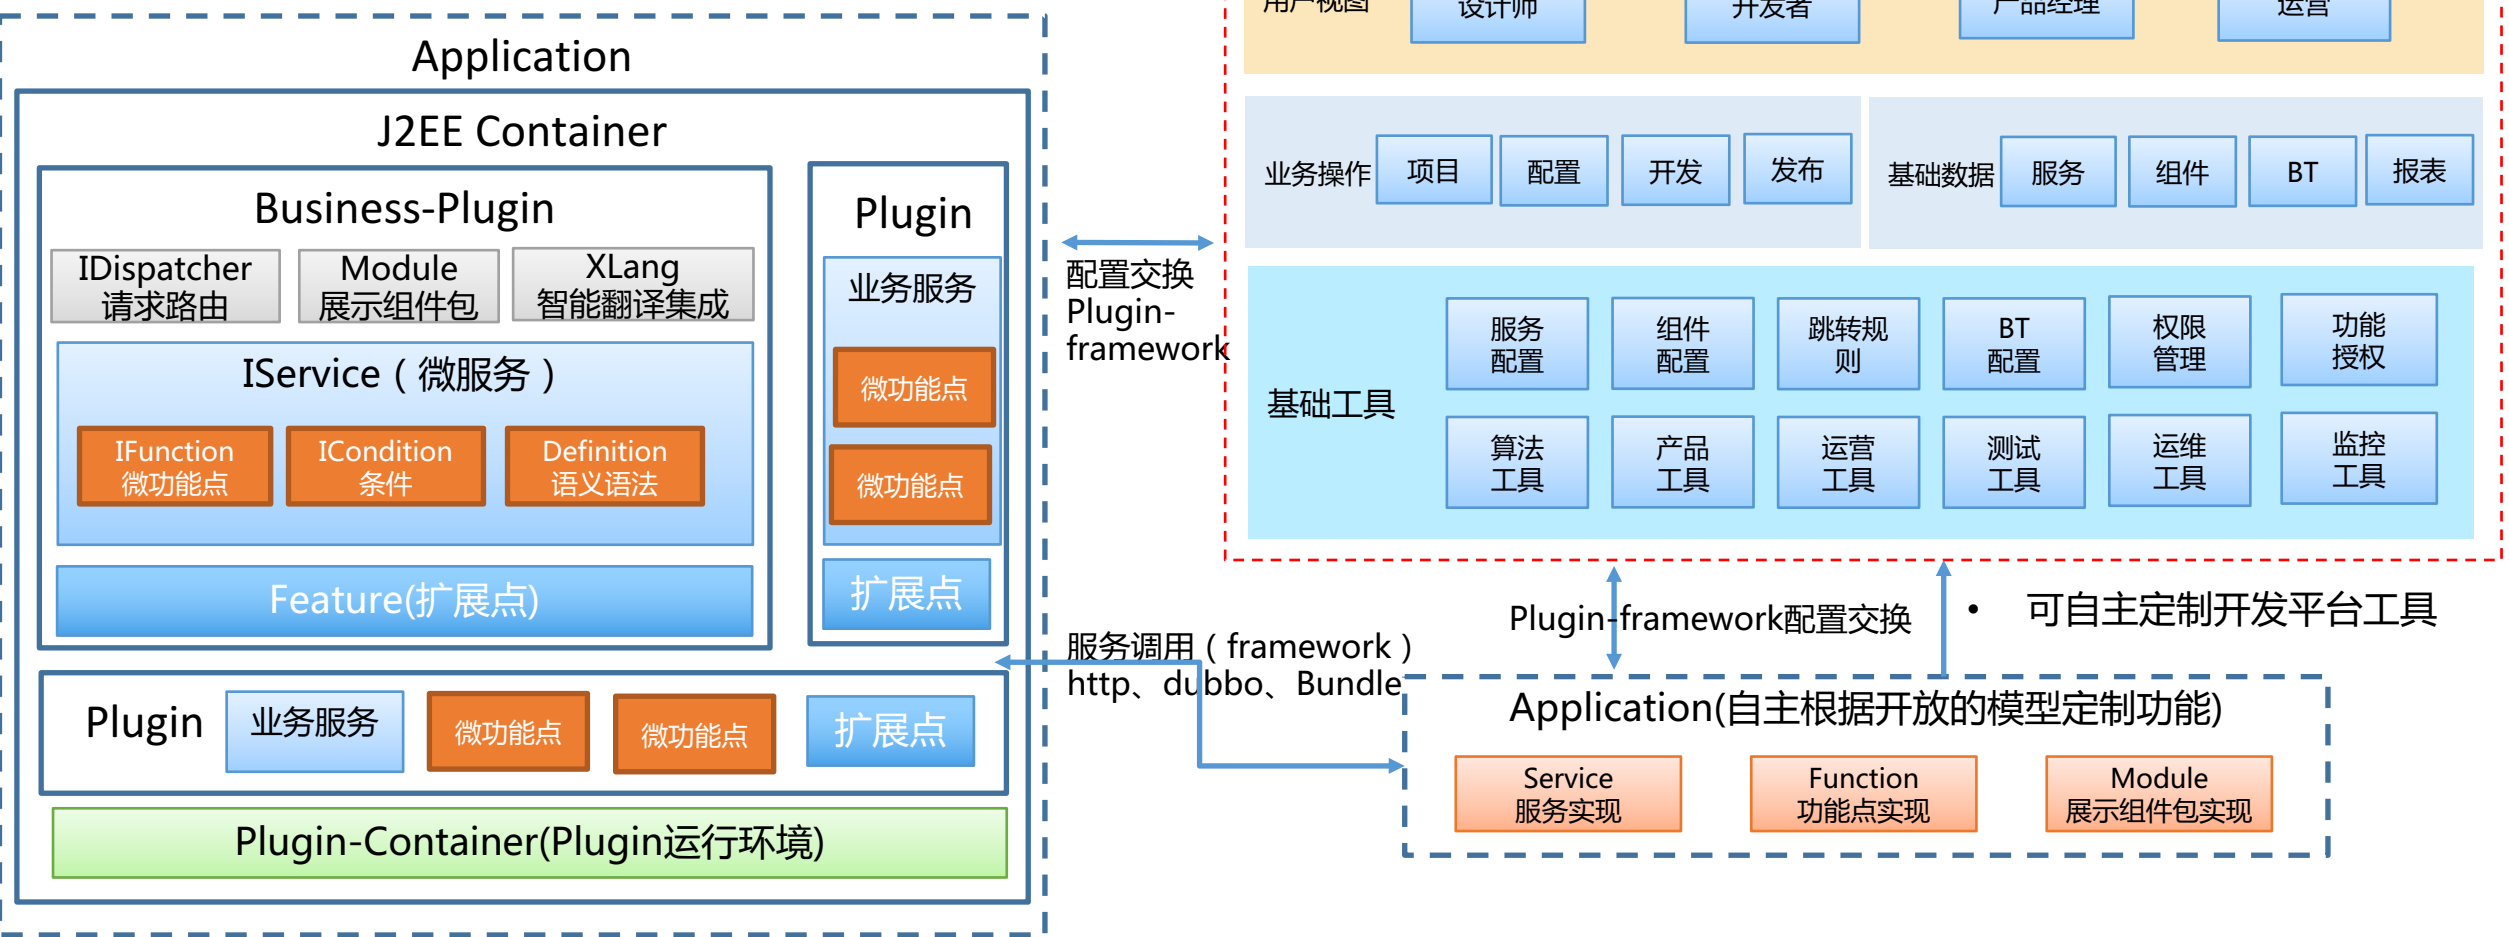 Application
J2EE Container
Business-Plugin
IDispatcher
请求路由
Module
展示组件包
XLang
智能翻译集成
IService（微服务）
IFunction
微功能点
ICondition
条件
Definition
语义语法
Feature(扩展点)
Plugin
业务服务
微功能点
微功能点
扩展点
Plugin
业务服务
微功能点
微功能点
扩展点
Plugin-Container(Plugin运行环境)
配置交换
Plugin-
framework
服务调用（framework）
http、dubbo、Bundle
用户视图
设计师
开发者
产品经理
运营
业务操作
项目
配置
开发
发布
基础数据
服务
组件
BT
报表
基础工具
服务
配置
组件
配置
跳转规
则
BT
配置
权限
管理
功能
授权
算法
工具
产品
工具
运营
工具
测试
工具
运维
工具
监控
工具
Plugin-framework配置交换
• 可自主定制开发平台工具
Application(自主根据开放的模型定制功能)
Service
服务实现
Function
功能点实现
Module
展示组件包实现